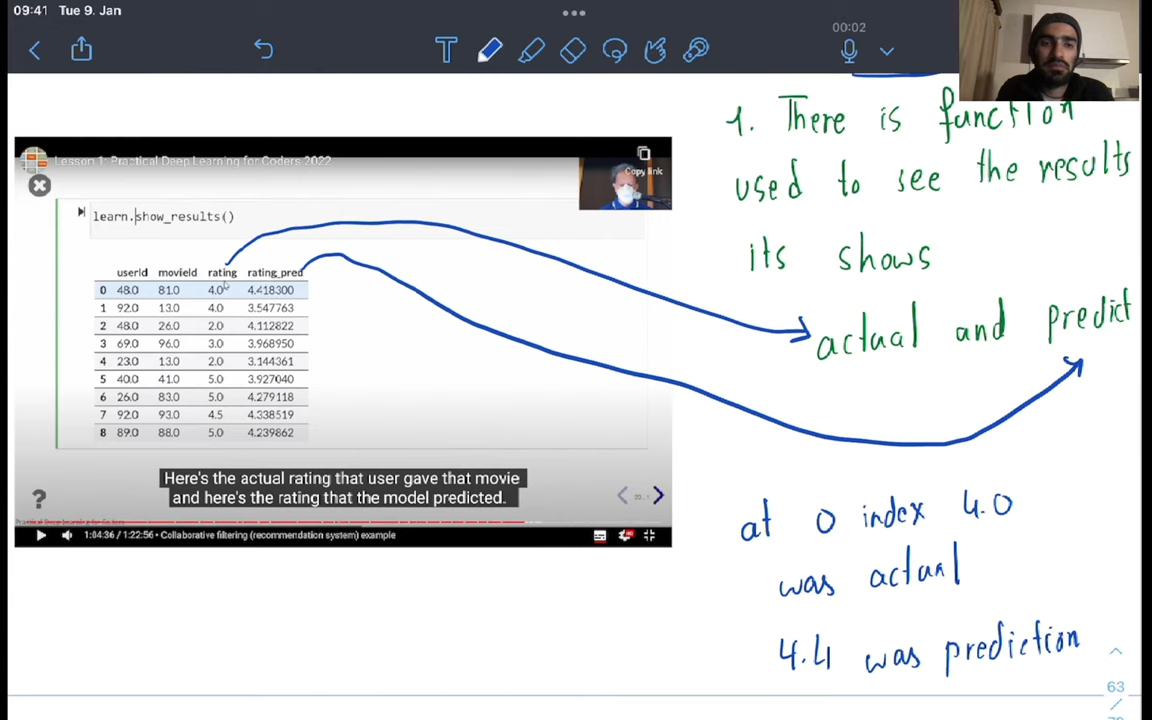 09:41 Tue 9. Jan
00:02
1. There is function
used to see the results
its shows
actual and predict
Lesson 1: Practical Deep Learning for Coders 2022
Copy link
learn.show_results()
userId movieId rating rating_pred
0 48.0 81.0 4.0 4.418300
1 92.0 13.0 4.0 3.547763
2 48.0 26.0 2.0 4.112822
3 69.0 96.0 3.0 3.968950
4 23.0 13.0 2.0 3.144361
5 40.0 41.0 5.0 3.927040
6 26.0 83.0 5.0 4.279118
7 92.0 93.0 4.5 4.338519
8 89.0 88.0 5.0 4.239862
Here's the actual rating that user gave that movie
and here's the rating that the model predicted.
1:04:36 / 1:22:56 • Collaborative filtering (recommendation system) example
at 0 index 4.0
was actual
4.4 was prediction
63
/